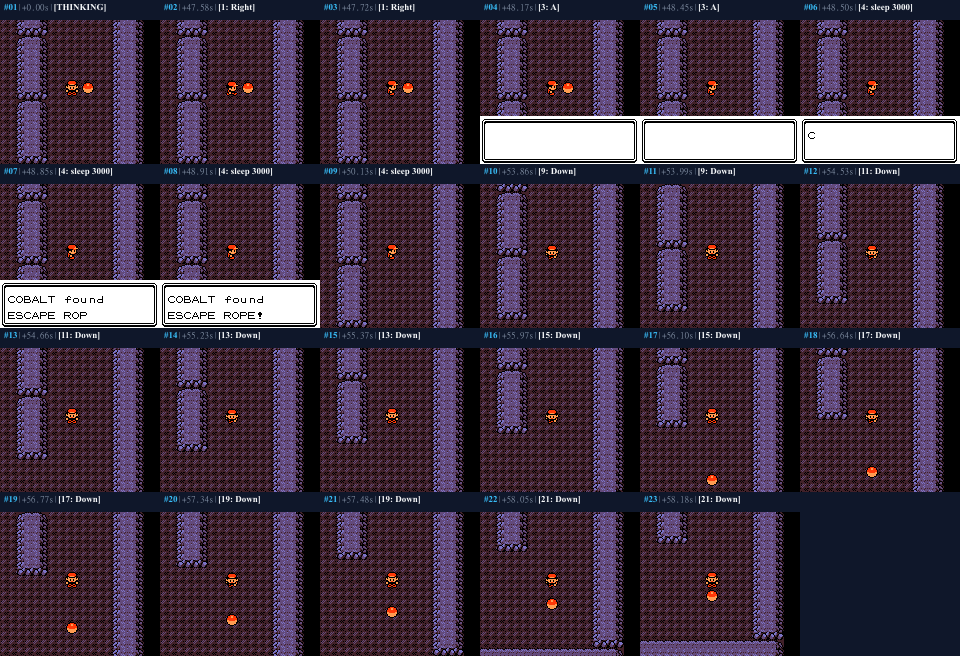 #01|+0.00s| [THINKING]
#02|+47.58s| [1: Right]
#03|+47.72s| [1: Right]
#04|+48.17s| [3: A]
#05|+48.45s| [3: A]
#06|+48.50s| [4: sleep 3000]
C
#07|+48.85s| [4: sleep 3000]
#08|+48.91s| [4: sleep 3000]
#09|+50.13s| [4: sleep 3000]
#10|+53.86s| [9: Down]
#11|+53.99s| [9: Down]
#12|+54.53s| [11: Down]
COBALT found
ESCAPE ROP
COBALT found
ESCAPE ROPE!
#13|+54.66s| [11: Down]
#14|+55.23s| [13: Down]
#15|+55.37s| [13: Down]
#16|+55.97s| [15: Down]
#17|+56.10s| [15: Down]
#18|+56.64s| [17: Down]
#19|+56.77s| [17: Down]
#20|+57.34s| [19: Down]
#21|+57.48s| [19: Down]
#22|+58.05s| [21: Down]
#23|+58.18s| [21: Down]